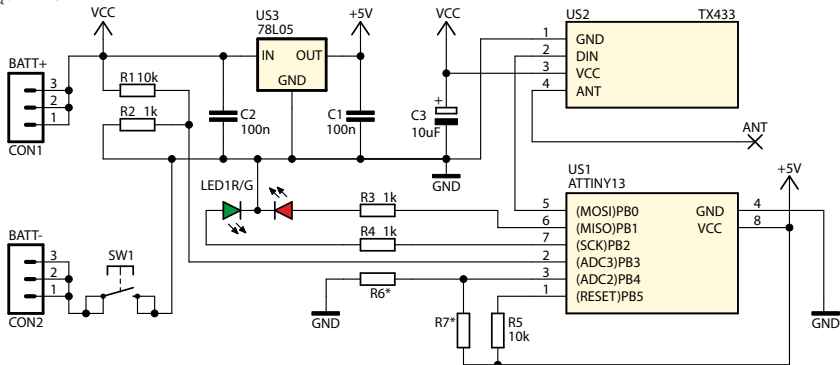 VCC
US3
78L05
+5V
VCC
US2
TX433
BATT+
3
2
1
CON1
R1 10k
R2 1k
IN
OUT
GND
C2
100n
C1
100n
+
C3
10uF
1
2
3
4
GND
DIN
VCC
ANT
ANT
GND
LED1R/G
R3 1k
R4 1k
US1
ATTINY13
+5V
5
6
7
2
3
1
(MOSI)PB0
(MISO)PB1
(SCK)PB2
(ADC3)PB3
(ADC2)PB4
(RESET)PB5
GND
VCC
4
8
BATT-
3
2
1
CON2
SW1
GND
R6*
R7*
R5
10k
GND